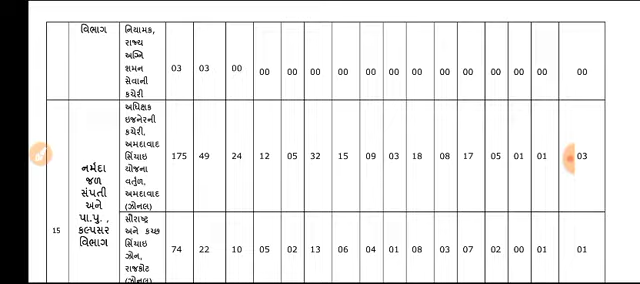 વિભાગ
નિયામક,
રાજ્ય
અગ્નિ
શમન
સેવાની
કચેરી
03 03 00 00 00 00 00 00 00 00 00 00 00 00 00 00
15
નર્મદા
જળ
સંપતી
અને
પા.પુ. ,
કલ્પસર
વિભાગ
અધિક્ષક
ઇજનેરની
કચેરી,
અમદાવાદ
સિંચાઇ
યોજના
વર્તુળ,
અમદાવાદ
(ઝોનલ)
175 49 24 12 05 32 15 09 03 18 08 17 05 01 01 03
સૌરાષ્ટ્ર
અને કચ્છ
સિંચાઇ
ઝોન,
રાજકોટ
(ઝોનલ)
74 22 10 05 02 13 06 04 01 08 03 07 02 00 01 01